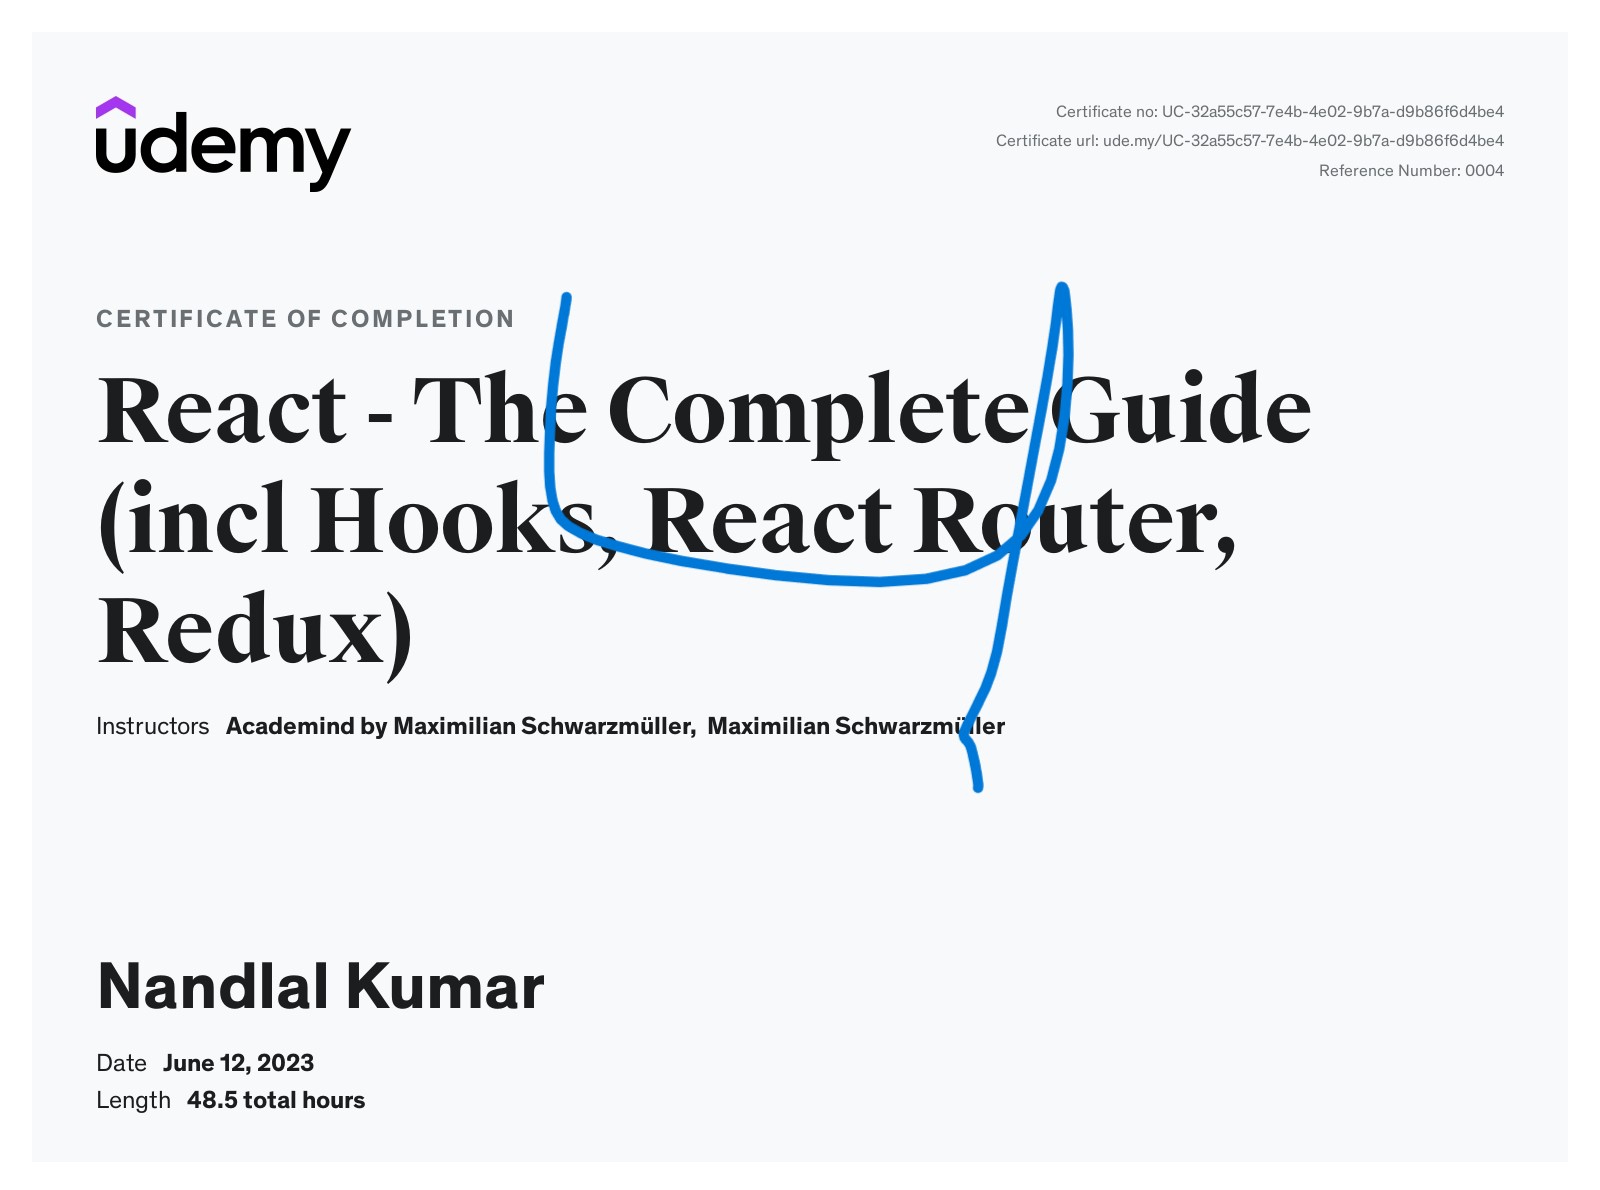 udemy
Certificate no: UC-32a55c57-7e4b-4e02-9b7a-d9b86f6d4be4
Certificate url: ude.my/UC-32a55c57-7e4b-4e02-9b7a-d9b86f6d4be4
Reference Number: 0004
CERTIFICATE OF COMPLETION
React - The Complete Guide
(incl Hooks, React Router,
Redux)
Instructors Academind by Maximilian Schwarzmüller, Maximilian Schwarzmüller
Nandlal Kumar
Date June 12, 2023
Length 48.5 total hours